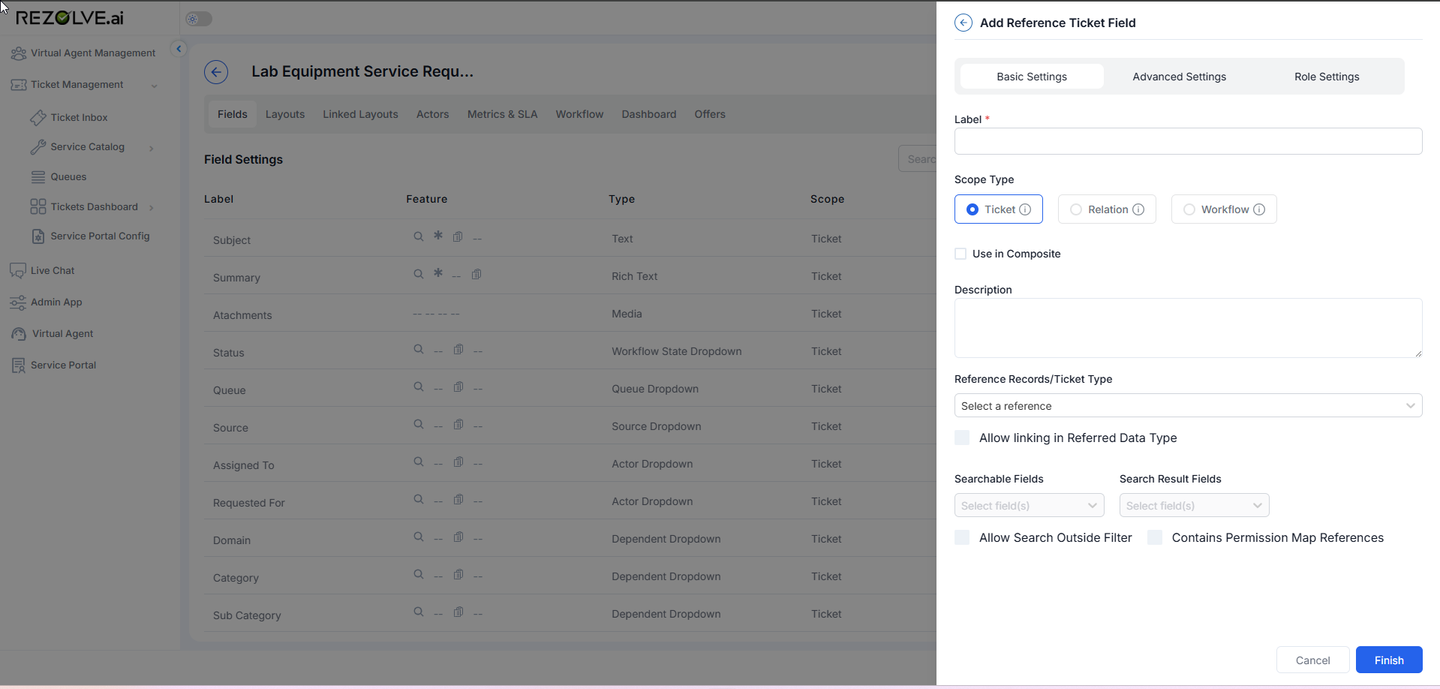 REZOLVE.ai
Virtual Agent Management
Ticket Management
Ticket Inbox
Service Catalog
Queues
Tickets Dashboard
Service Portal Config
Live Chat
Admin App
Virtual Agent
Service Portal
Lab Equipment Service Requ...
Fields Layouts Linked Layouts Actors Metrics & SLA Workflow Dashboard Offers
Field Settings
Searc
Label Feature Type Scope
Subject -- Text Ticket
Summary -- Rich Text Ticket
Atachments -- -- -- -- Media Ticket
Status -- -- Workflow State Dropdown Ticket
Queue -- -- Queue Dropdown Ticket
Source -- -- Source Dropdown Ticket
Assigned To -- -- Actor Dropdown Ticket
Requested For -- -- Actor Dropdown Ticket
Domain -- -- Dependent Dropdown Ticket
Category -- -- Dependent Dropdown Ticket
Sub Category -- -- Dependent Dropdown Ticket
Add Reference Ticket Field
Basic Settings Advanced Settings Role Settings
Label *
Scope Type
Ticket Relation Workflow
Use in Composite
Description
Reference Records/Ticket Type
Select a reference
Allow linking in Referred Data Type
Searchable Fields Search Result Fields
Select field(s) Select field(s)
Allow Search Outside Filter Contains Permission Map References
Cancel Finish